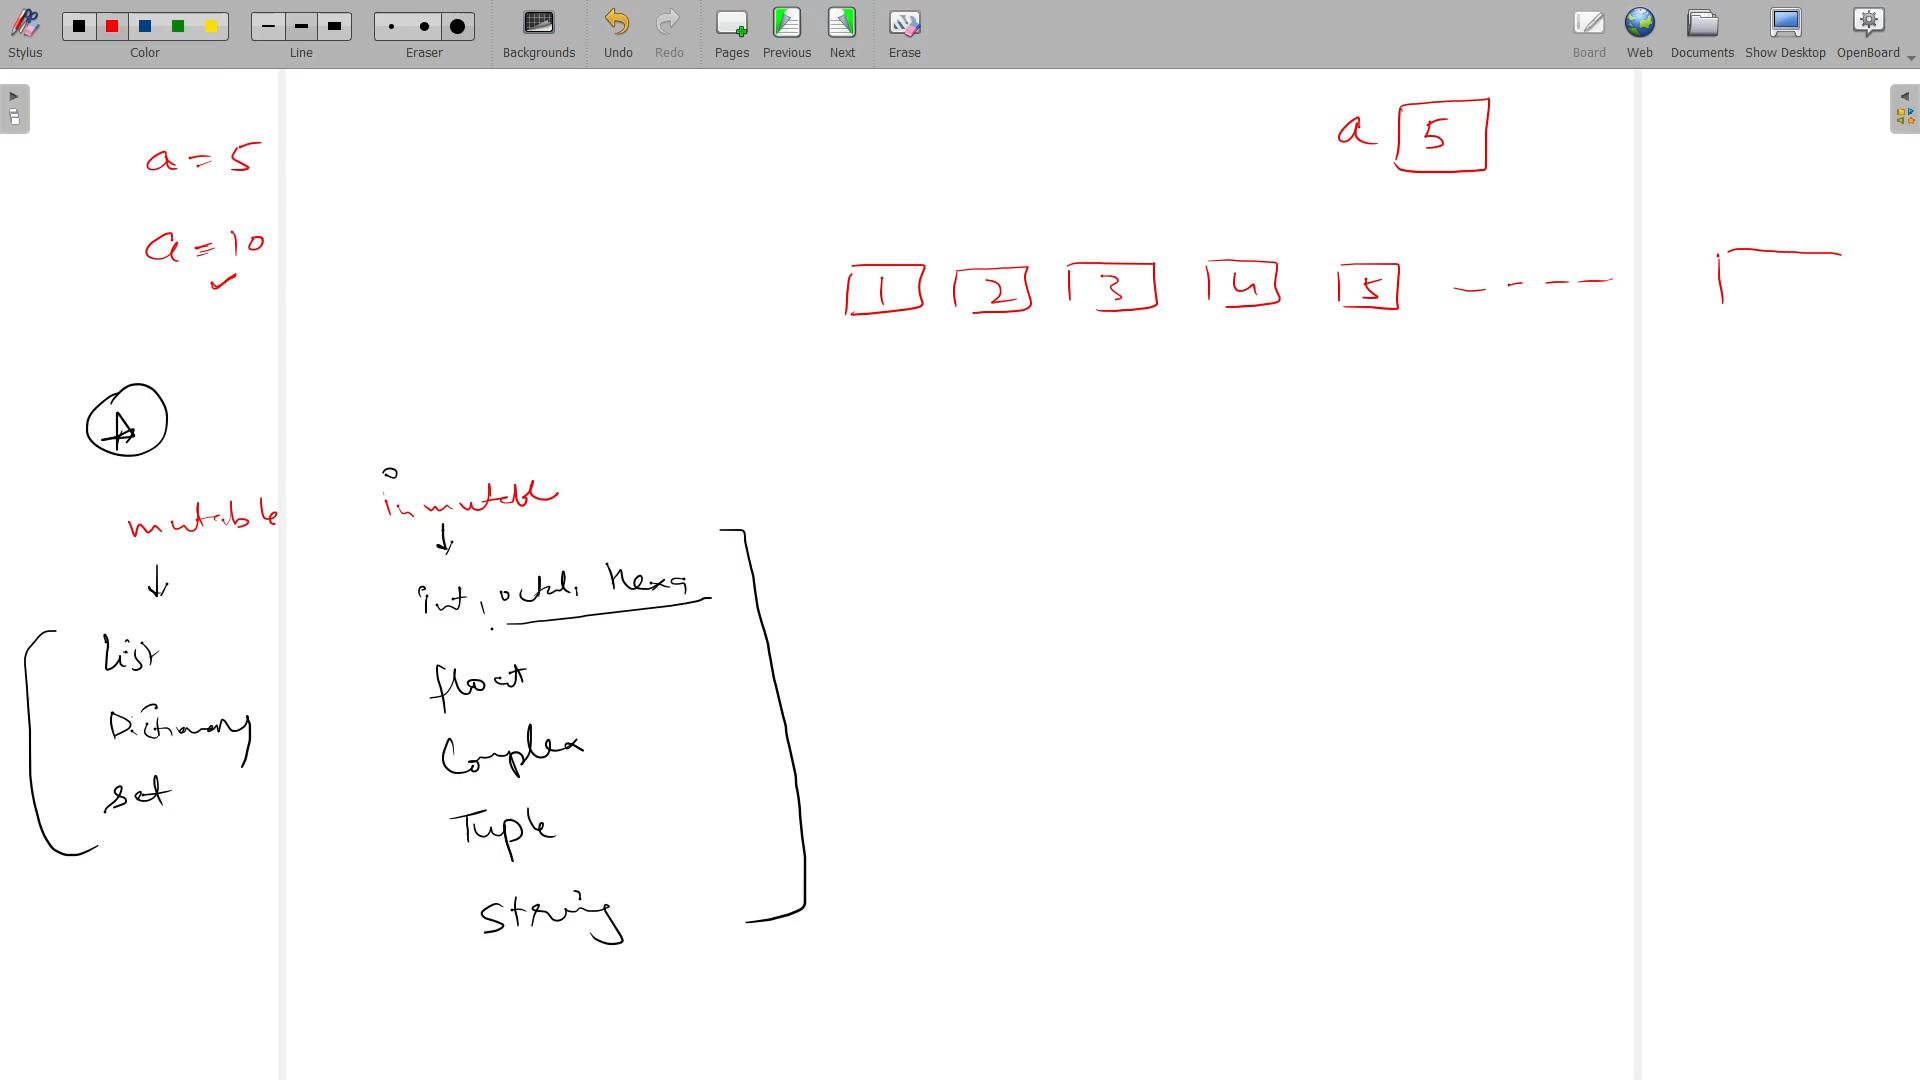 Stylus
Color
Line
Eraser
Backgrounds
Undo
Redo
Pages
Previous
Next
Erase
Board
Web
Documents
Show Desktop
OpenBoard
a = 5
a = 10
a 5
1 2 3 4 5 -----
A
mutable
List
Dictionary
set
inmutable
int, octal, Hexa
float
Complex
Tuple
String